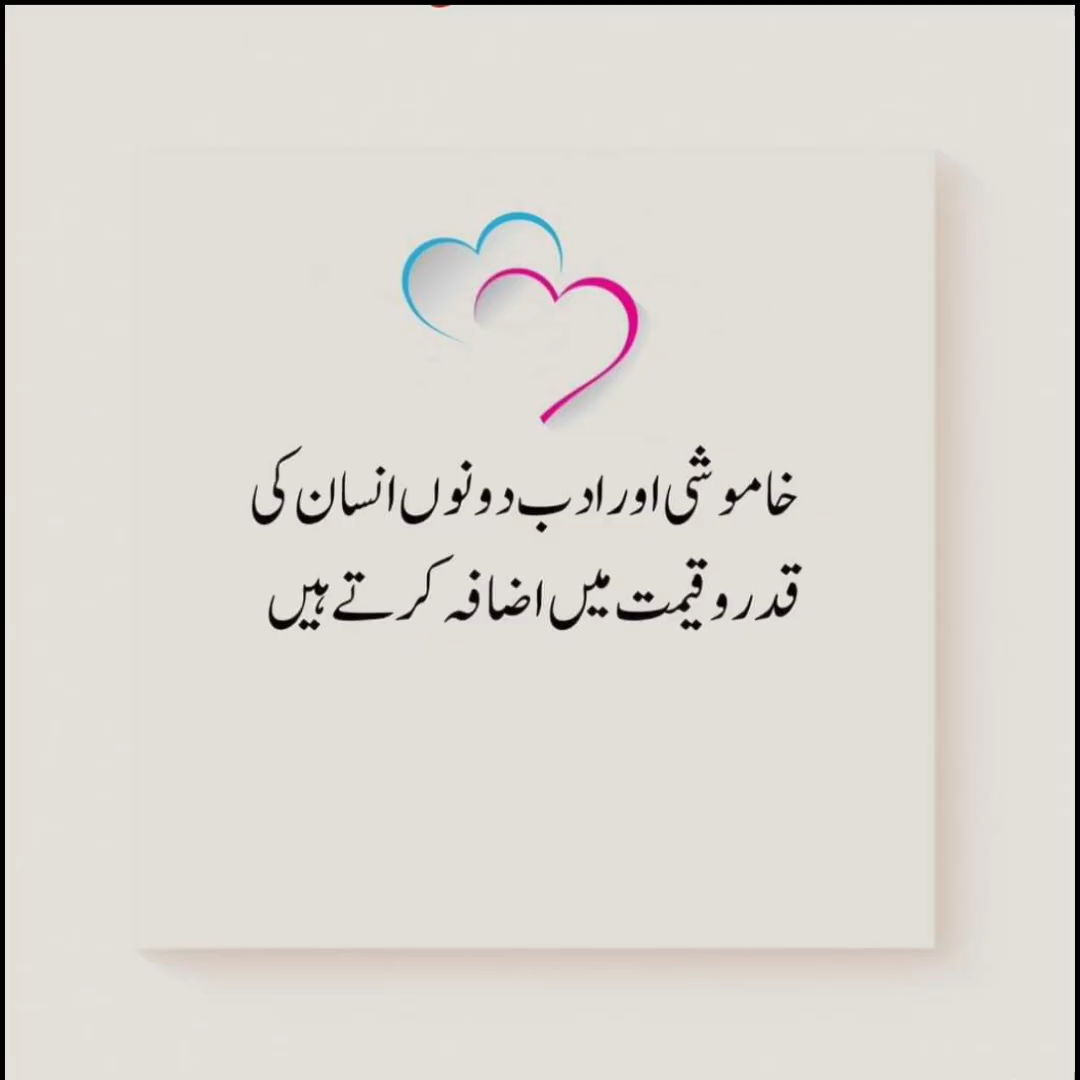 خاموشی اور ادب دونوں انسان کی
قدر و قیمت میں اضافہ کرتے ہیں